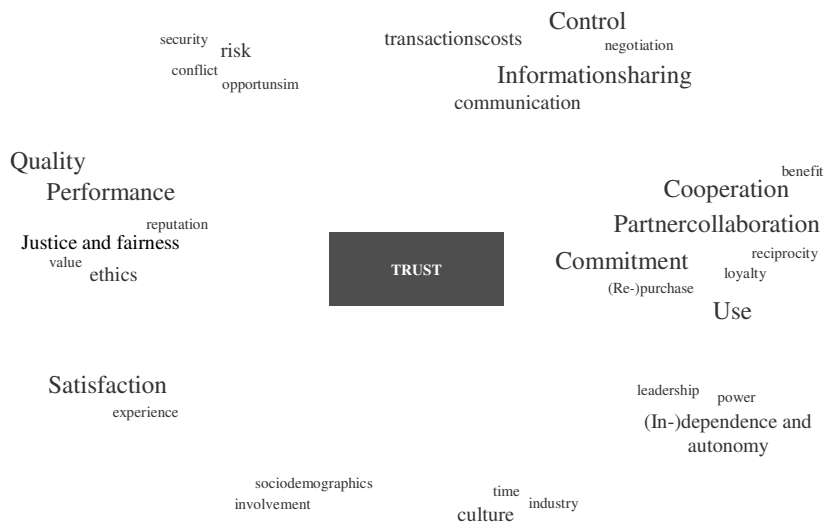 Control
security
transactionscosts
negotiation
risk
conflict
Informationsharing
opportunsim
communication
Quality
benefit
Performance
Cooperation
reputation
Partnercollaboration
Justice and fairness
value
ethics
TRUST
Commitment
reciprocity
loyalty
(Re-)purchase
Use
Satisfaction
experience
leadership
power
(In-)dependence and
autonomy
sociodemographics
involvement
time
industry
culture